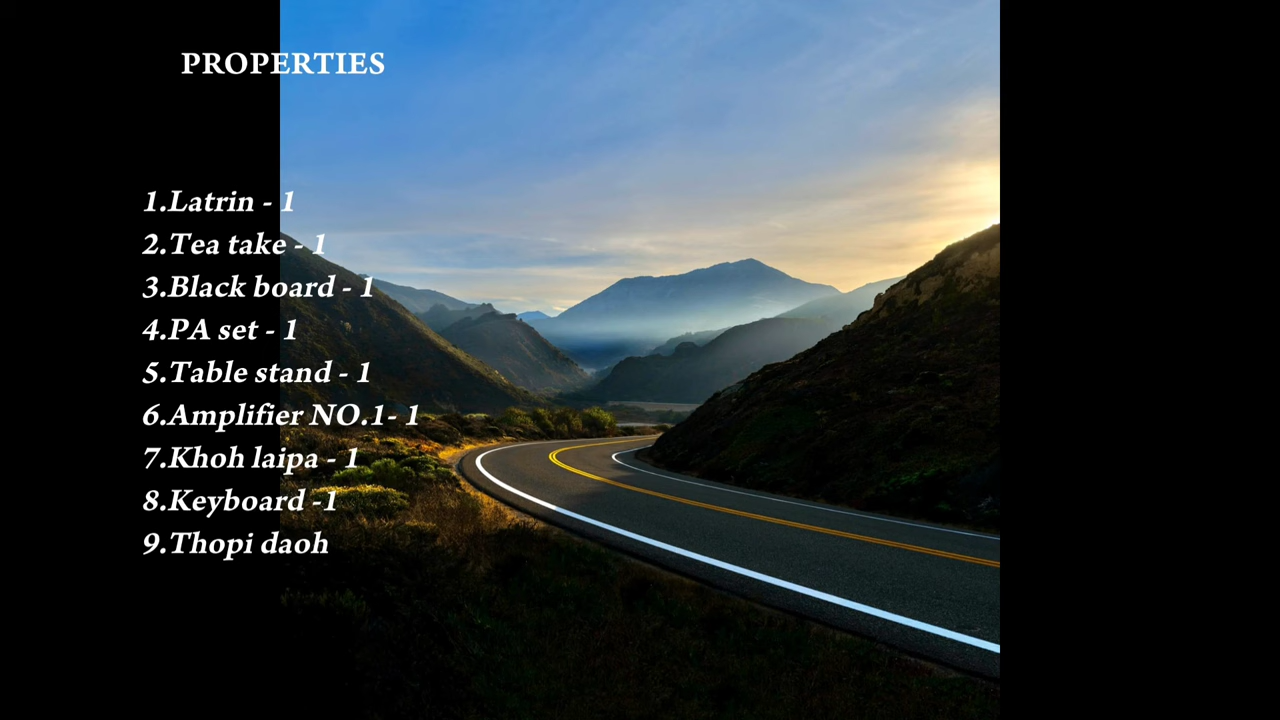 PROPERTIES
1.Latrin - 1
2.Tea take - 1
3.Black board - 1
4.PA set - 1
5.Table stand - 1
6.Amplifier NO.1- 1
7.Khoh laipa - 1
8.Keyboard -1
9.Thopi daoh